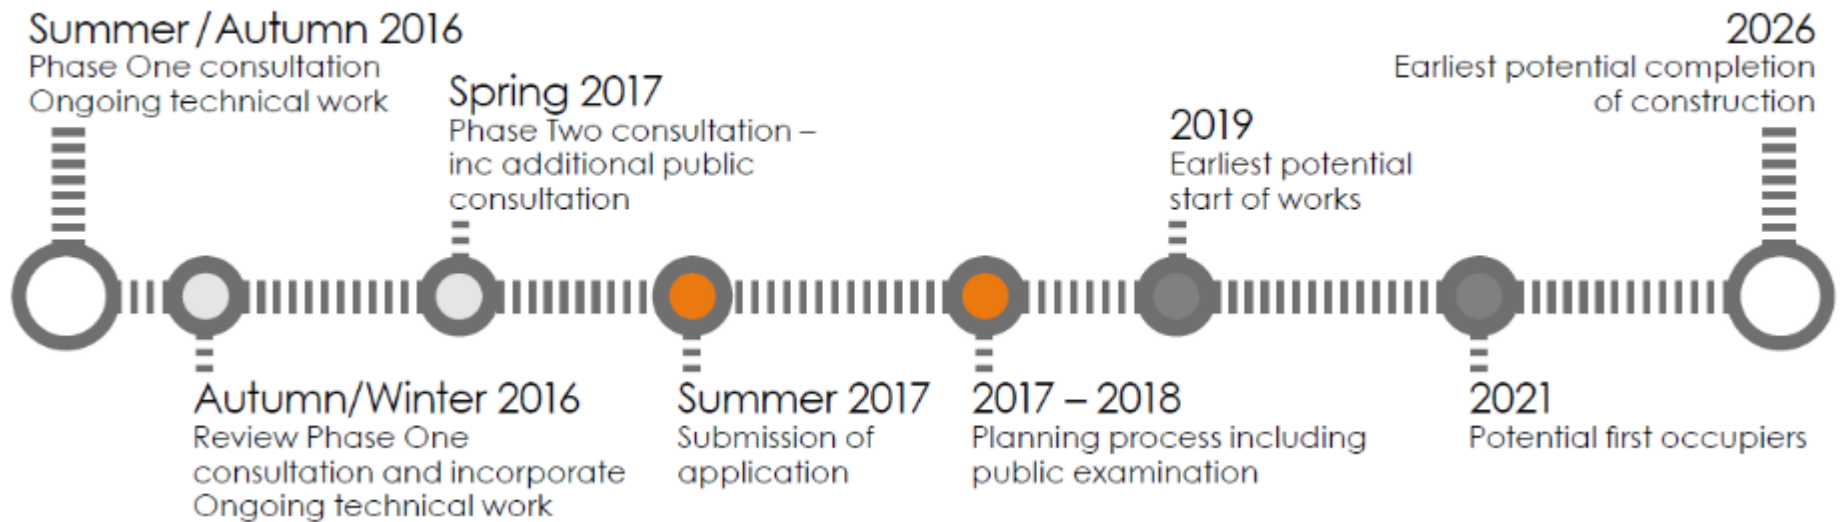 Summer/Autumn 2016
Phase One consultation
Ongoing technical work
Autumn/Winter 2016
Review Phase One
consultation and incorporate
Ongoing technical work
Spring 2017
Phase Two consultation –
inc additional public
consultation
Summer 2017
Submission of
application
2017 – 2018
Planning process including
public examination
2019
Earliest potential
start of works
2021
Potential first occupiers
2026
Earliest potential completion
of construction